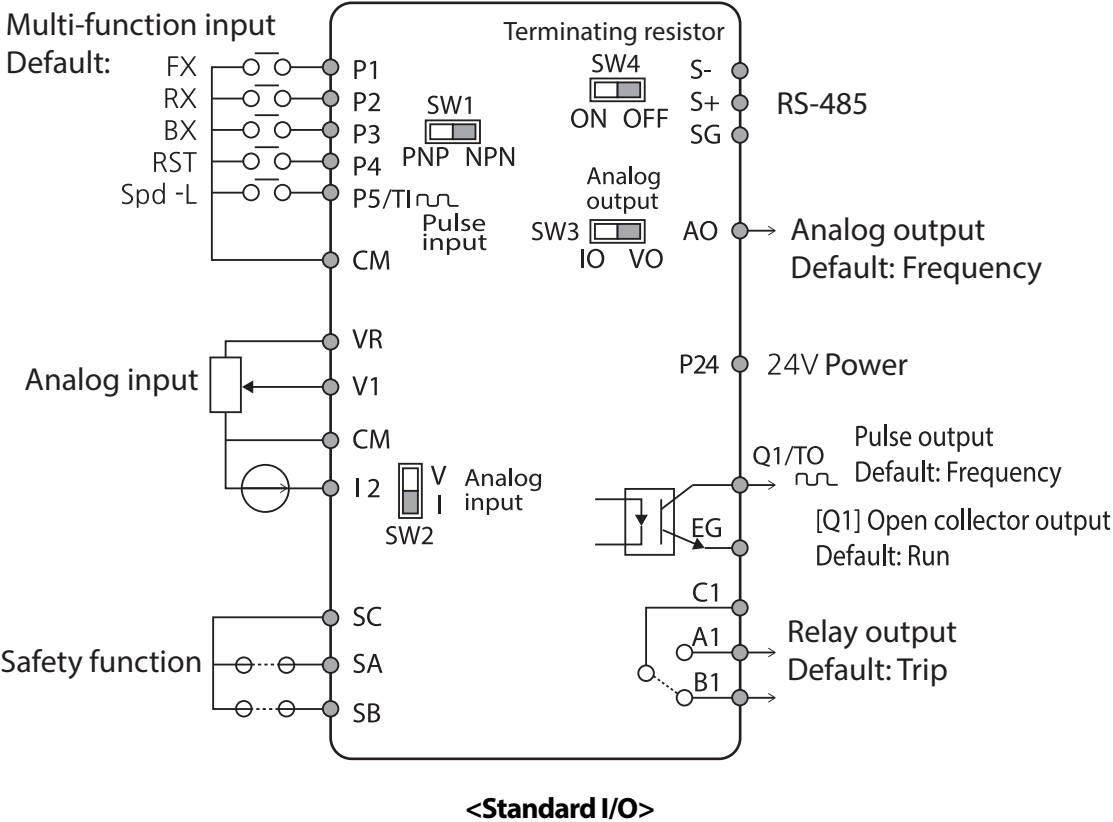 Multi-function input
Default:
FX
RX
BX
RST
Spd -L
P1
P2
P3
P4
P5/TI
Pulse
input
CM
SW1
PNP NPN
Terminating resistor
SW4
ON OFF
S-
S+
SG
RS-485
Analog
output
SW3
IO VO
AO
Analog output
Default: Frequency
Analog input
VR
V1
CM
I 2
V
I
SW2
Analog
input
P24
24V Power
Q1/TO
Pulse output
Default: Frequency
EG
[Q1] Open collector output
Default: Run
Safety function
SC
SA
SB
C1
A1
B1
Relay output
Default: Trip
<Standard I/O>